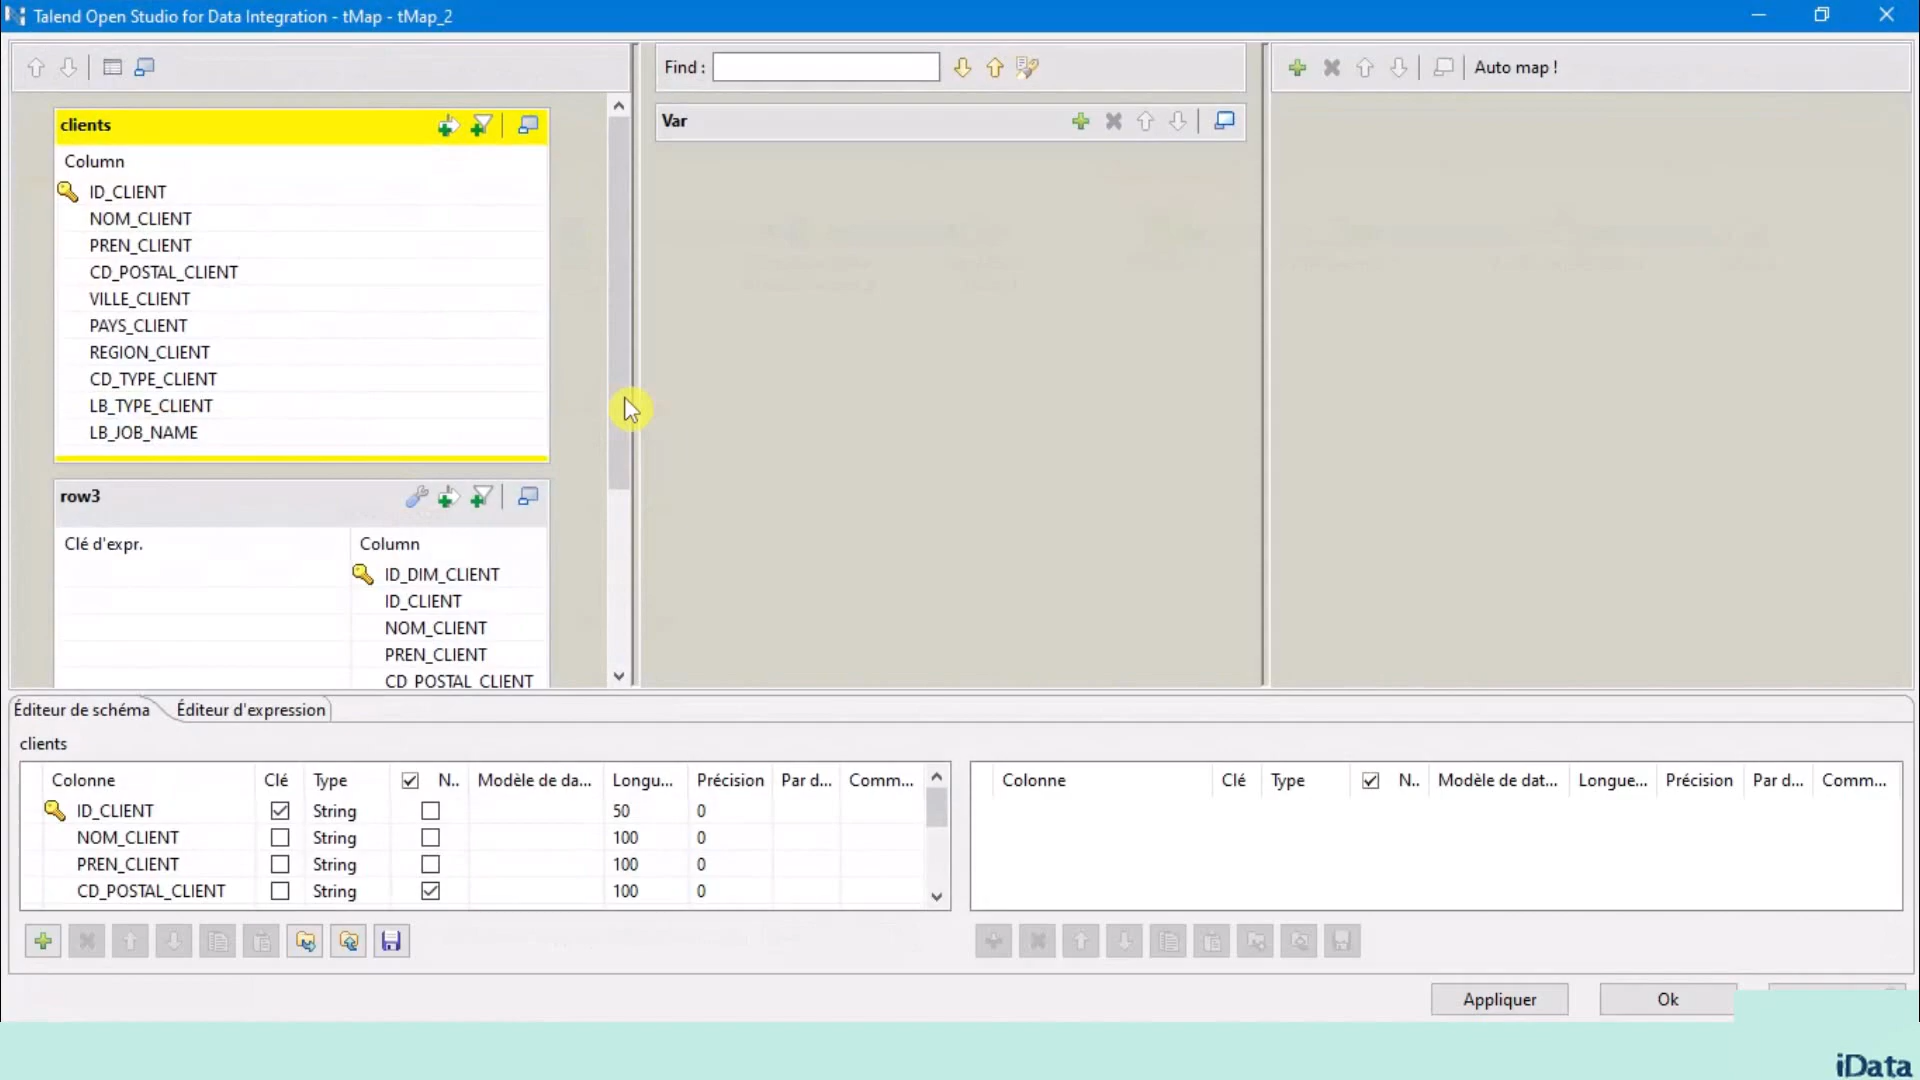 Talend Open Studio for Data Integration - tMap - tMap_2
Find :
Auto map !
clients
Column
ID_CLIENT
NOM_CLIENT
PREN_CLIENT
CD_POSTAL_CLIENT
VILLE_CLIENT
PAYS_CLIENT
REGION_CLIENT
CD_TYPE_CLIENT
LB_TYPE_CLIENT
LB_JOB_NAME
row3
Clé d'expr. Column
ID_DIM_CLIENT
ID_CLIENT
NOM_CLIENT
PREN_CLIENT
CD_POSTAL_CLIENT
Var
Éditeur de schéma Éditeur d'expression
clients
Colonne Clé Type N.. Modèle de da... Longu... Précision Par d... Comm...
ID_CLIENT String 50 0
NOM_CLIENT String 100 0
PREN_CLIENT String 100 0
CD_POSTAL_CLIENT String 100 0
Colonne Clé Type N.. Modèle de dat... Longue... Précision Par d... Comm...
Appliquer Ok
iData